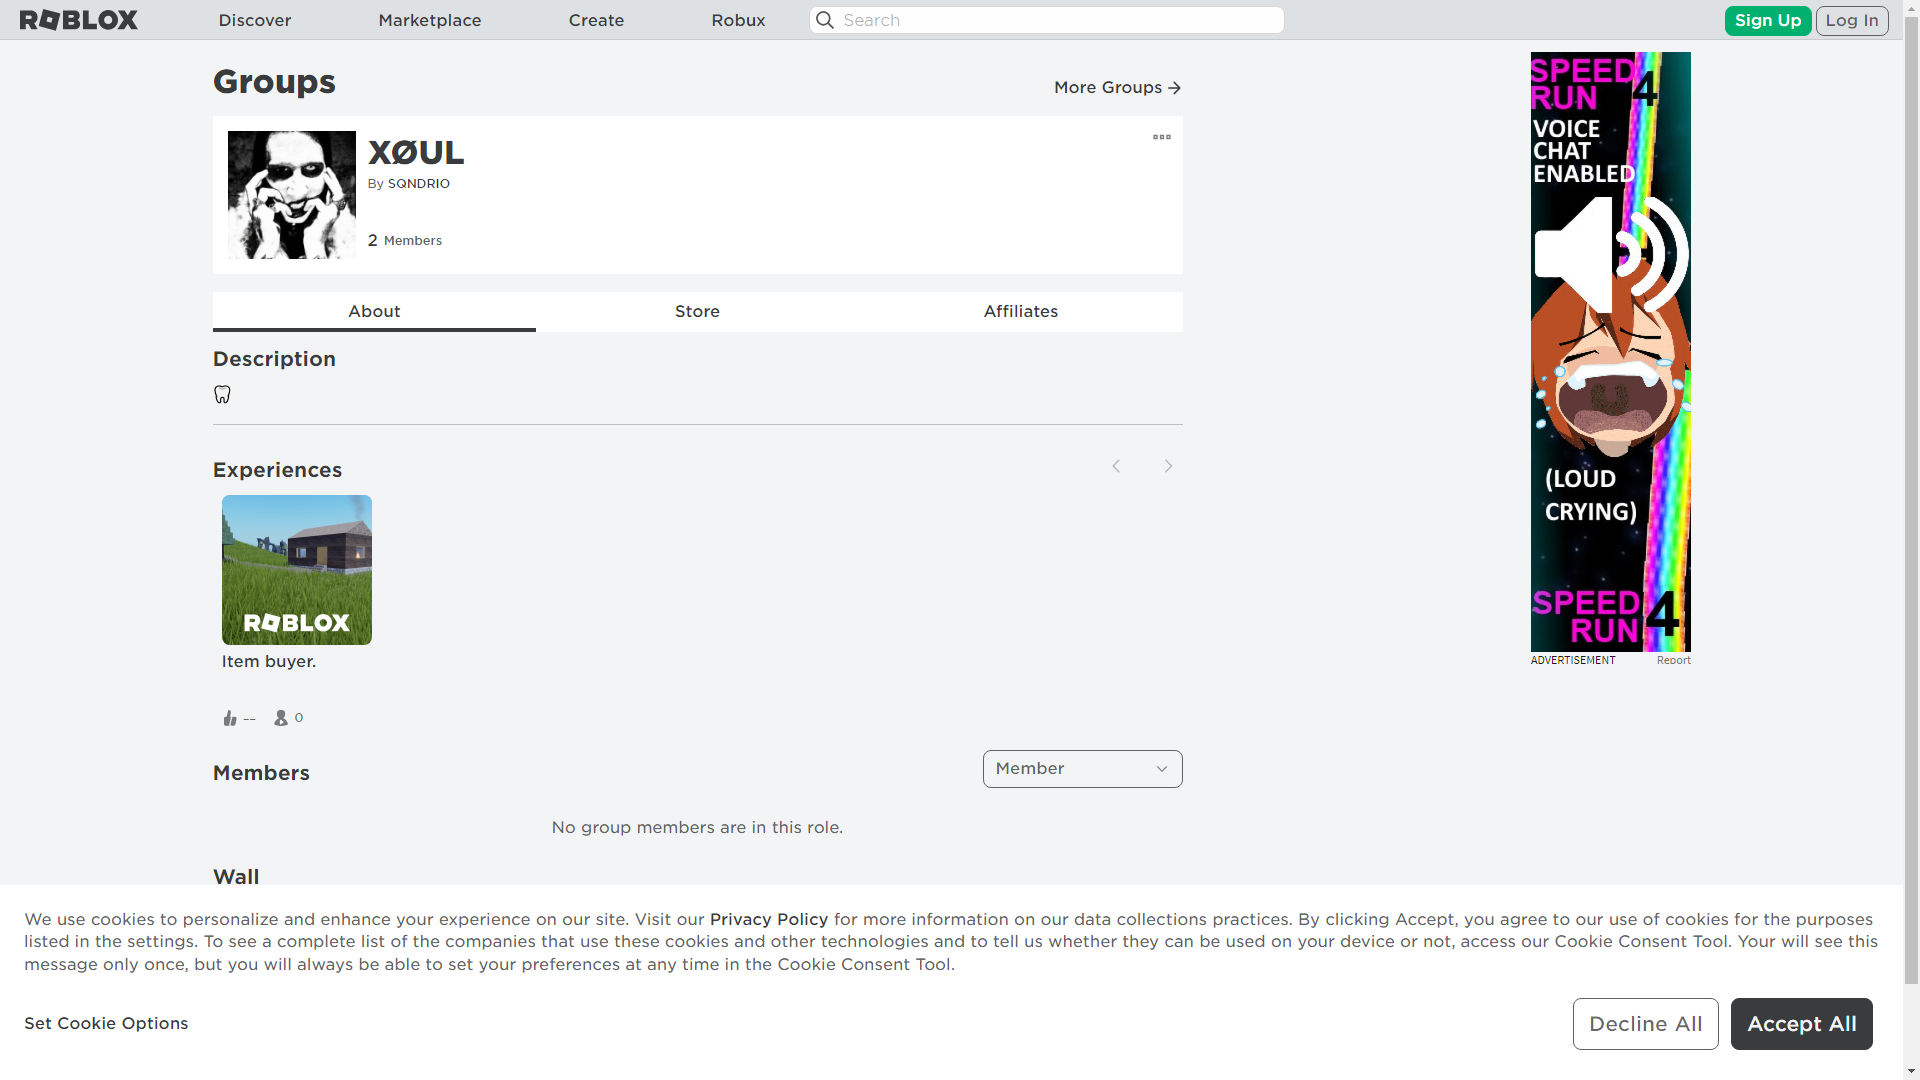 ROBLOX
Discover
Marketplace
Create
Robux
Search
Sign Up
Log In
Groups
More Groups
XØUL
By SQNDRIO
2 Members
About
Store
Affiliates
Description
Experiences
ROBLOX
Item buyer.
--
0
Members
Member
No group members are in this role.
Wall
SPEED
RUN 4
VOICE
CHAT
ENABLED
(LOUD
CRYING)
SPEED
RUN 4
ADVERTISEMENT
Report
We use cookies to personalize and enhance your experience on our site. Visit our Privacy Policy for more information on our data collections practices. By clicking Accept, you agree to our use of cookies for the purposes
listed in the settings. To see a complete list of the companies that use these cookies and other technologies and to tell us whether they can be used on your device or not, access our Cookie Consent Tool. Your will see this
message only once, but you will always be able to set your preferences at any time in the Cookie Consent Tool.
Set Cookie Options
Decline All
Accept All